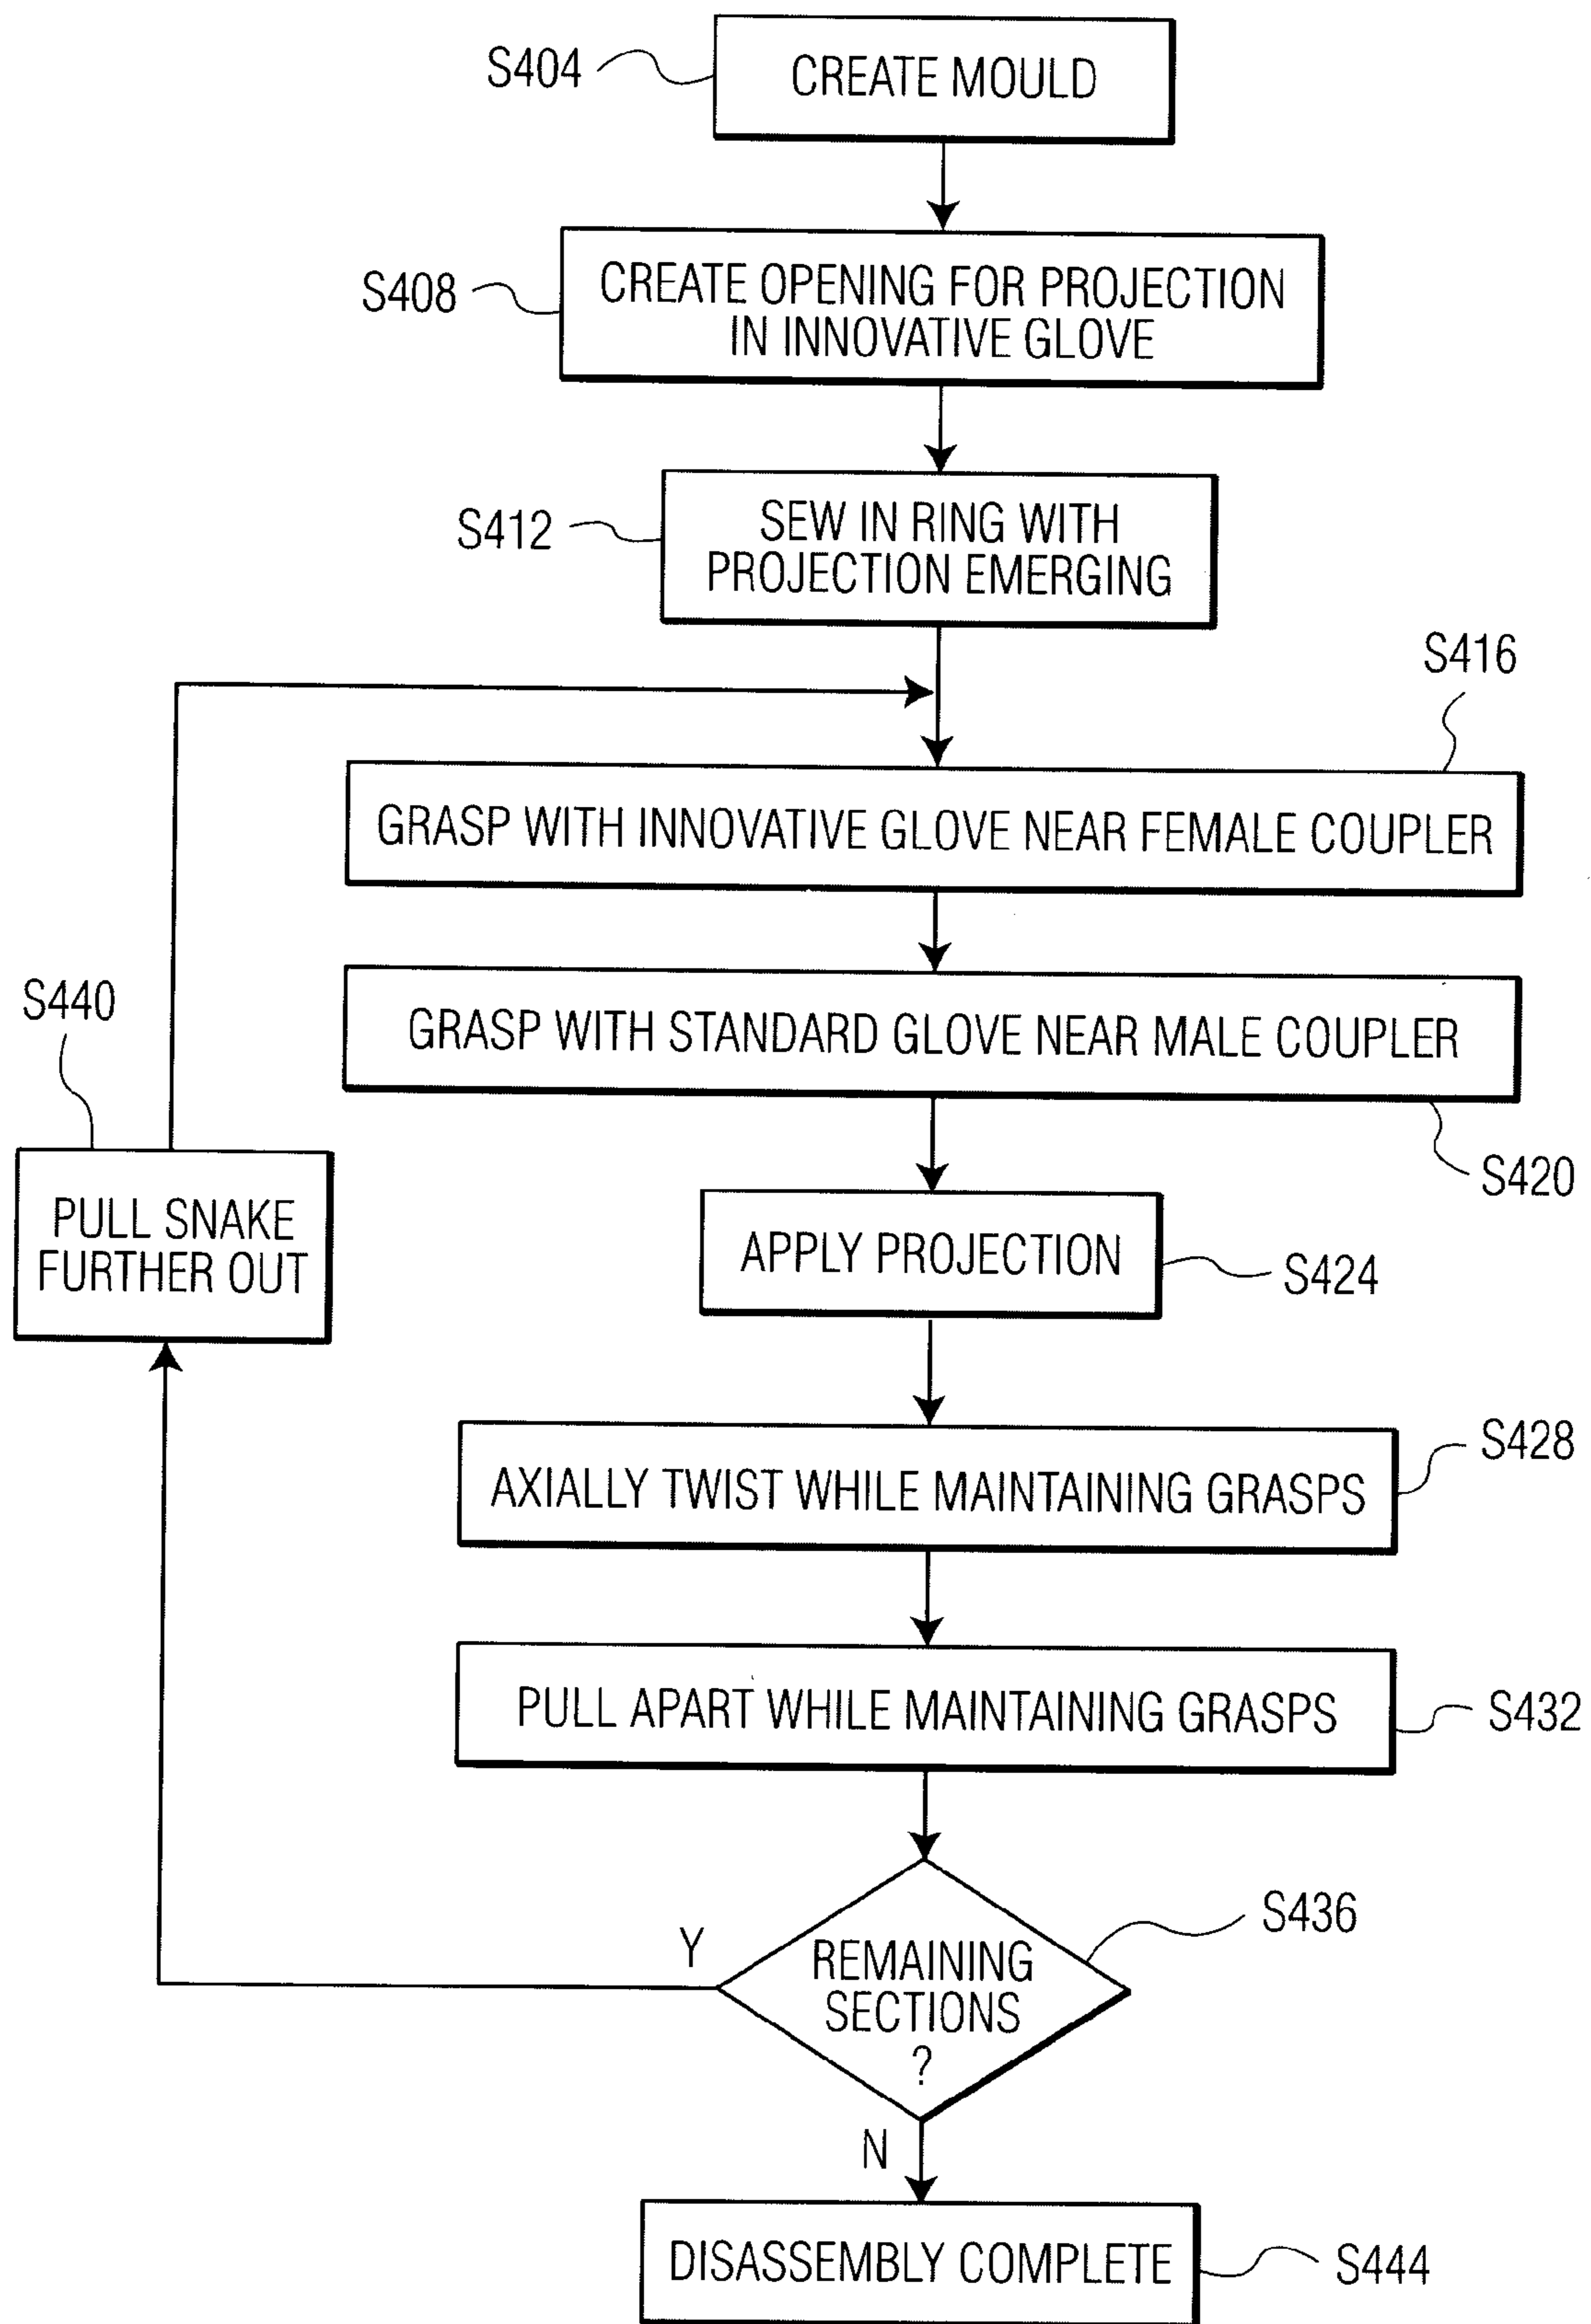 S404
CREATE MOULD
S408
CREATE OPENING FOR PROJECTION
IN INNOVATIVE GLOVE
S412
SEW IN RING WITH
PROJECTION EMERGING
S416
GRASP WITH INNOVATIVE GLOVE NEAR FEMALE COUPLER
S440
GRASP WITH STANDARD GLOVE NEAR MALE COUPLER
S420
PULL SNAKE
FURTHER OUT
APPLY PROJECTION
S424
S428
AXIALLY TWIST WHILE MAINTAINING GRASPS
PULL APART WHILE MAINTAINING GRASPS
S432
S436
Y
REMAINING
SECTIONS
?
N
DISASSEMBLY COMPLETE
S444